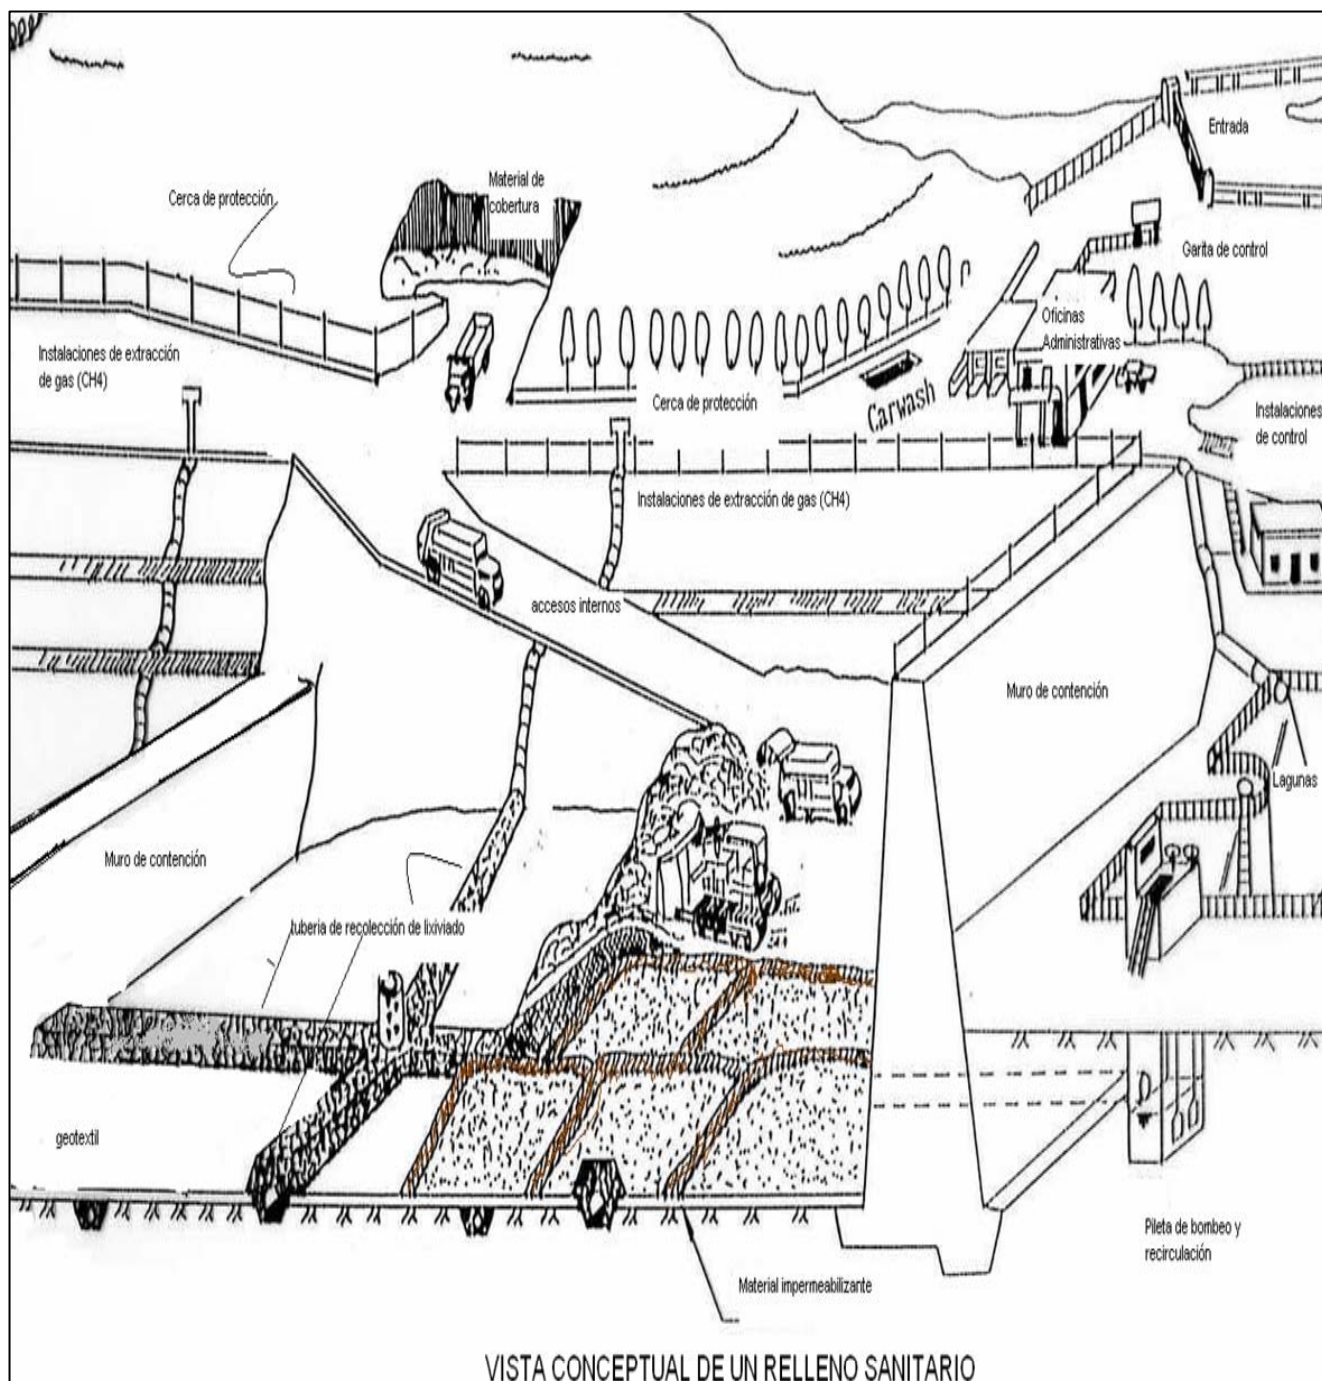 Entrada
Material de
cobertura
Cerca de protección
Garita de control
Oficinas
Administrativas
Instalaciones de extracción
de gas (CH4)
Cerca de protección
Carwash
Instalaciones
de control
Instalaciones de extracción de gas (CH4)
accesos internos
Muro de contención
Lagunas
Muro de contención
tuberia de recolección de lixiviado
geotextil
Pileta de bombeo y
recirculación
Material impermeabilizante
VISTA CONCEPTUAL DE UN RELLENO SANITARIO